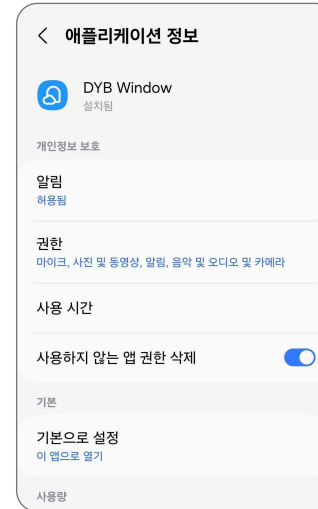 애플리케이션 정보
DYB Window
설치됨
개인정보 보호
알림
허용됨
권한
마이크, 사진 및 동영상, 알림, 음악 및 오디오 및 카메라
사용 시간
사용하지 않는 앱 권한 삭제
기본
기본으로 설정
이 앱으로 열기
사용량